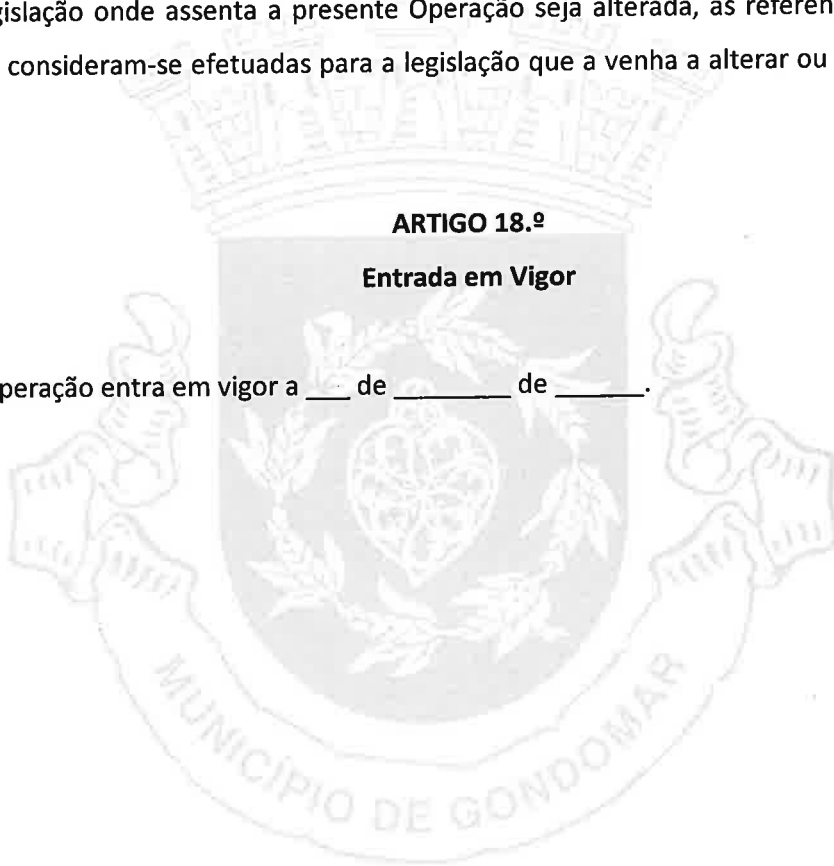 gislação onde assenta a presente Operação seja alterada, as referên
consideram-se efetuadas para a legislação que a venha a alterar ou
ARTIGO 18.º
Entrada em Vigor
peração entra em vigor a ___ de ________ de ______.
MUNICÍPIO DE GONDOMAR